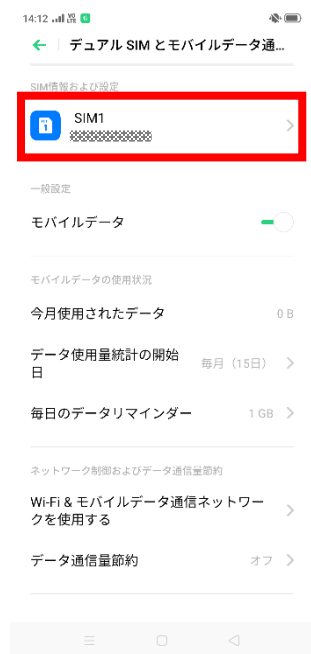 14:12
デュアル SIM とモバイルデータ通...
SIM情報および設定
SIM1
一般設定
モバイルデータ
モバイルデータの使用状況
今月使用されたデータ 0 B
データ使用量統計の開始
日
毎月（15日）
毎日のデータリマインダー 1 GB
ネットワーク制御およびデータ通信量節約
Wi-Fi & モバイルデータ通信ネットワー
クを使用する
データ通信量節約 オフ